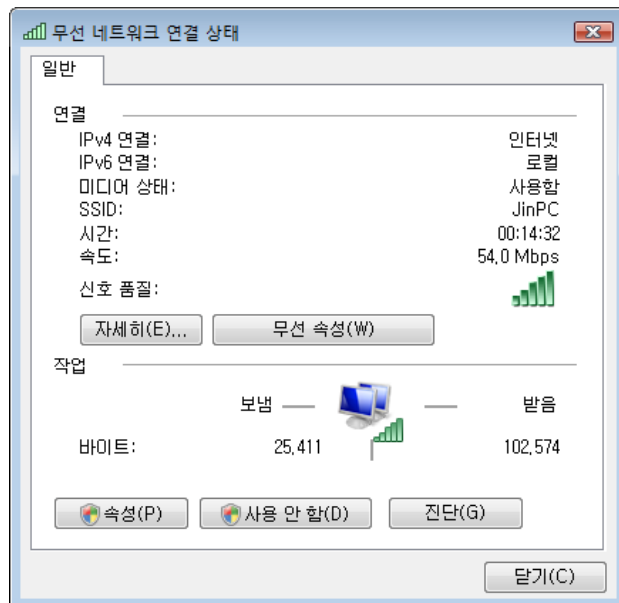 무선 네트워크 연결 상태
일반
연결
IPv4 연결: 인터넷
IPv6 연결: 로컬
미디어 상태: 사용함
SSID: JinPC
시간: 00:14:32
속도: 54,0 Mbps
신호 품질:
자세히(E)... 무선 속성(W)
작업
보냄 받음
바이트: 25,411 102,574
속성(P) 사용 안 함(D) 진단(G)
닫기(C)